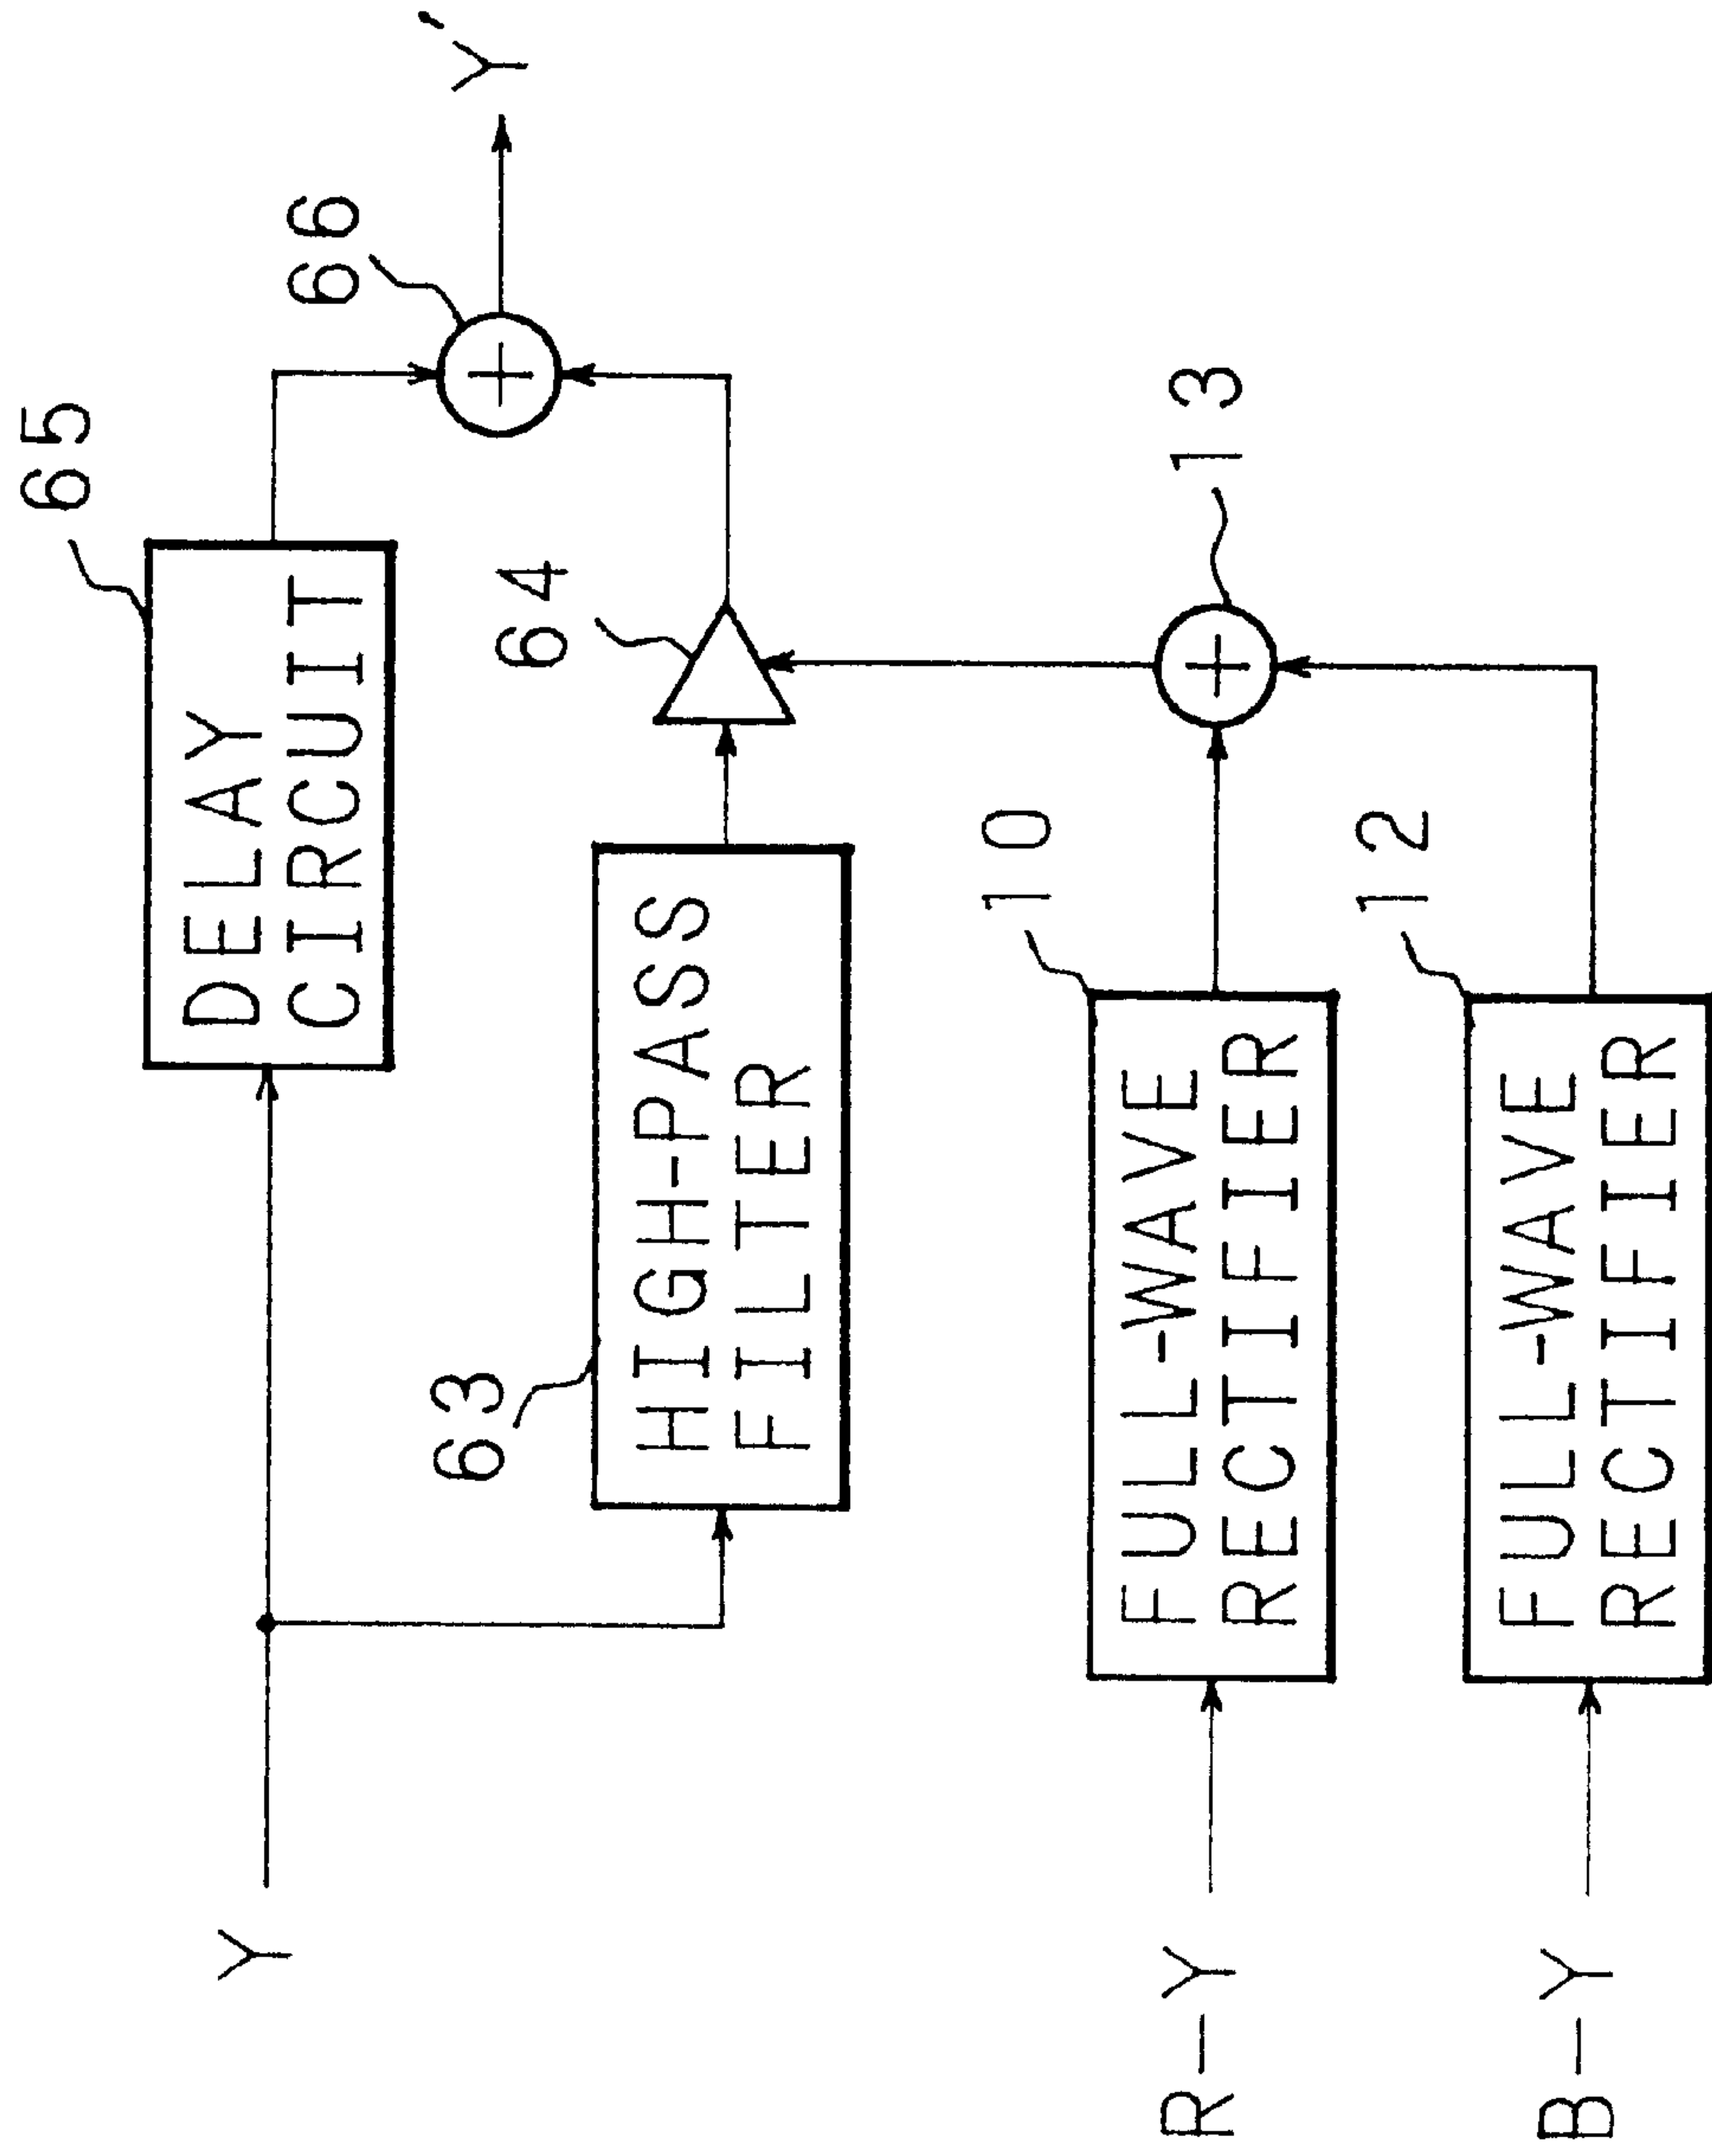 65
DELAY
CIRCUIT
66
Y'
Y
63
HIGH-PASS
FILTER
64
10
13
R-Y
FULL-WAVE
RECTIFIER
12
B-Y
FULL-WAVE
RECTIFIER